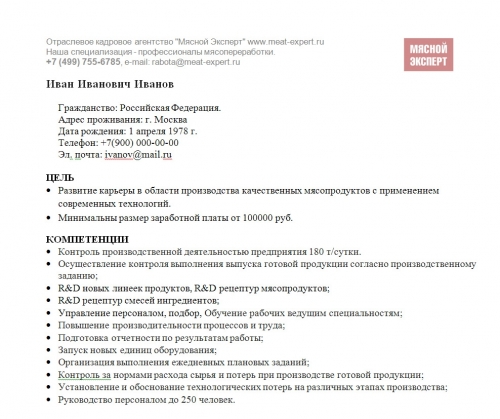 Отраслевое кадровое агентство "Мясной Эксперт" www.meat-expert.ru
Наша специализация - профессионалы мясопереработки.
+7 (499) 755-6785, e-mail: rabota@meat-expert.ru
МЯСНОЙ
ЭКСПЕРТ
Иван Иванович Иванов
Гражданство: Российская Федерация.
Адрес проживания: г. Москва
Дата рождения: 1 апреля 1978 г.
Телефон: +7(900) 000-00-00
Эл, почта: ivanov@mail.ru
ЦЕЛЬ
• Развитие карьеры в области производства качественных мясопродуктов с применением
современных технологий.
• Минимальны размер заработной платы от 100000 руб.
КОМПЕТЕНЦИИ
• Контроль производственной деятельностью предприятия 180 т/сутки.
• Осуществление контроля выполнения выпуска готовой продукции согласно производственному
заданию;
• R&D новых линеек продуктов, R&D рецептур мясопродуктов;
• R&D рецептур смесей ингредиентов;
• Управление персоналом, подбор, Обучение рабочих ведущим специальностям;
• Повышение производительности процессов и труда;
• Подготовка отчетности по результатам работы;
• Запуск новых единиц оборудования;
• Организация выполнения ежедневных плановых заданий;
• Контроль за нормами расхода сырья и потерь при производстве готовой продукции;
• Установление и обоснование технологических потерь на различных этапах производства;
• Руководство персоналом до 250 человек.